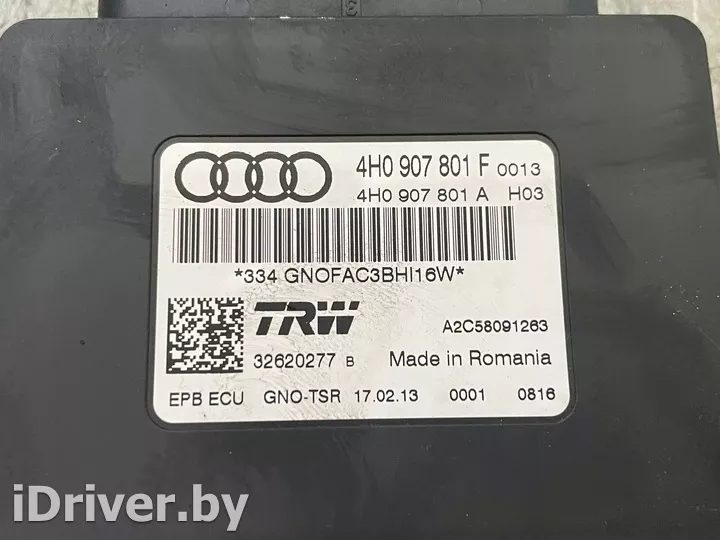 4H0 907 801 F 0013
4H0 907 801 A H03
*334 GNOFAC3BHI16W*
TRW
A2C58091263
32620277 B Made in Romania
EPB ECU GNO-TSR 17.02.13 0001 0816
iDriver.by